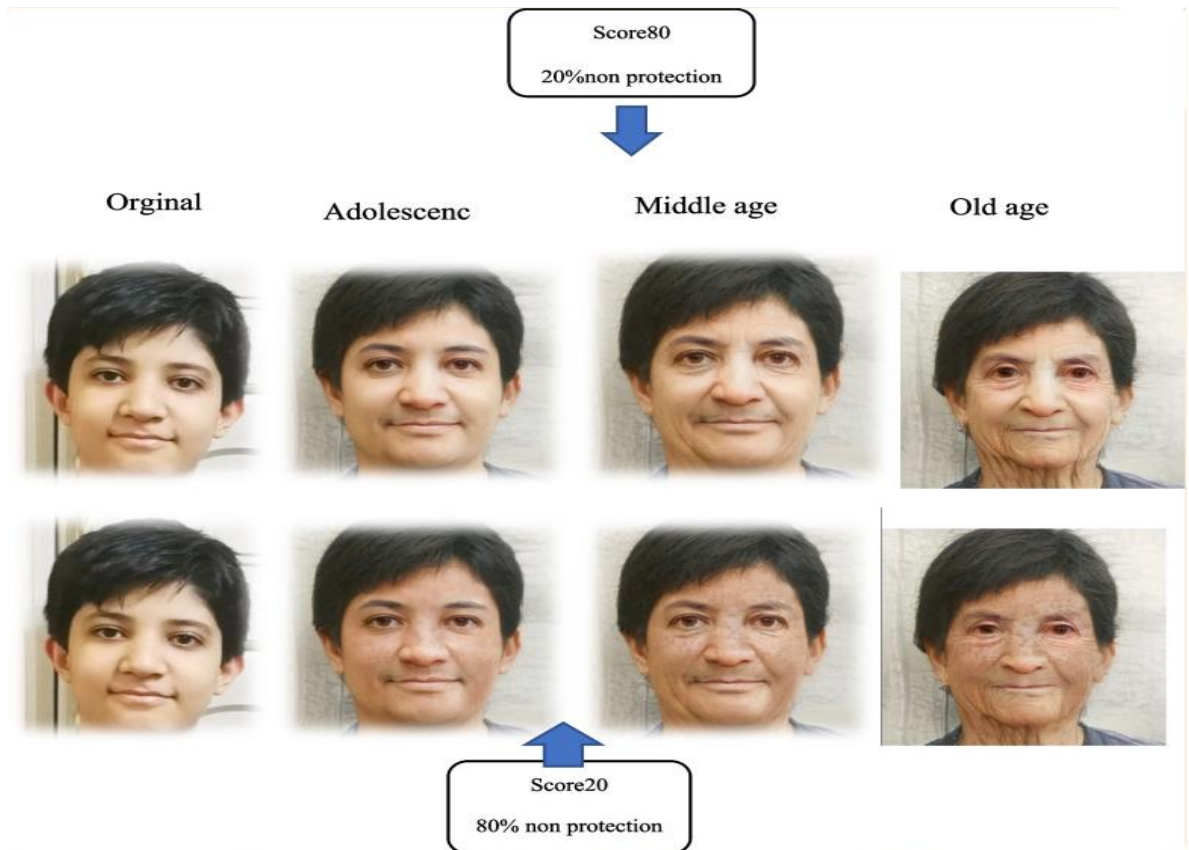 Score80
20%non protection
Orginal
Adolescenc
Middle age
Old age
Score20
80% non protection